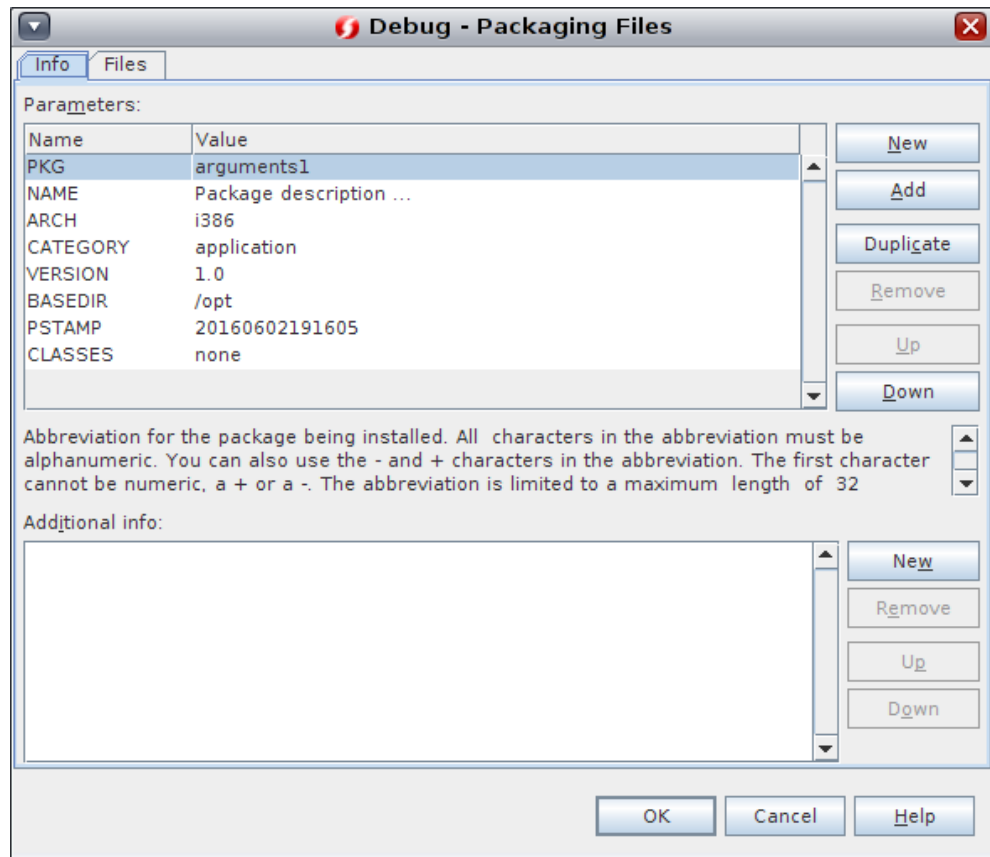 Debug - Packaging Files
Info Files
Parameters:
Name Value
New
PKG arguments1
NAME Package description ...
Add
ARCH i386
CATEGORY application
Duplicate
VERSION 1.0
BASEDIR /opt
Remove
PSTAMP 20160602191605
CLASSES none
Up
Down
Abbreviation for the package being installed. All characters in the abbreviation must be
alphanumeric. You can also use the - and + characters in the abbreviation. The first character
cannot be numeric, a + or a -. The abbreviation is limited to a maximum length of 32
Additional info:
New
Remove
Up
Down
OK Cancel Help